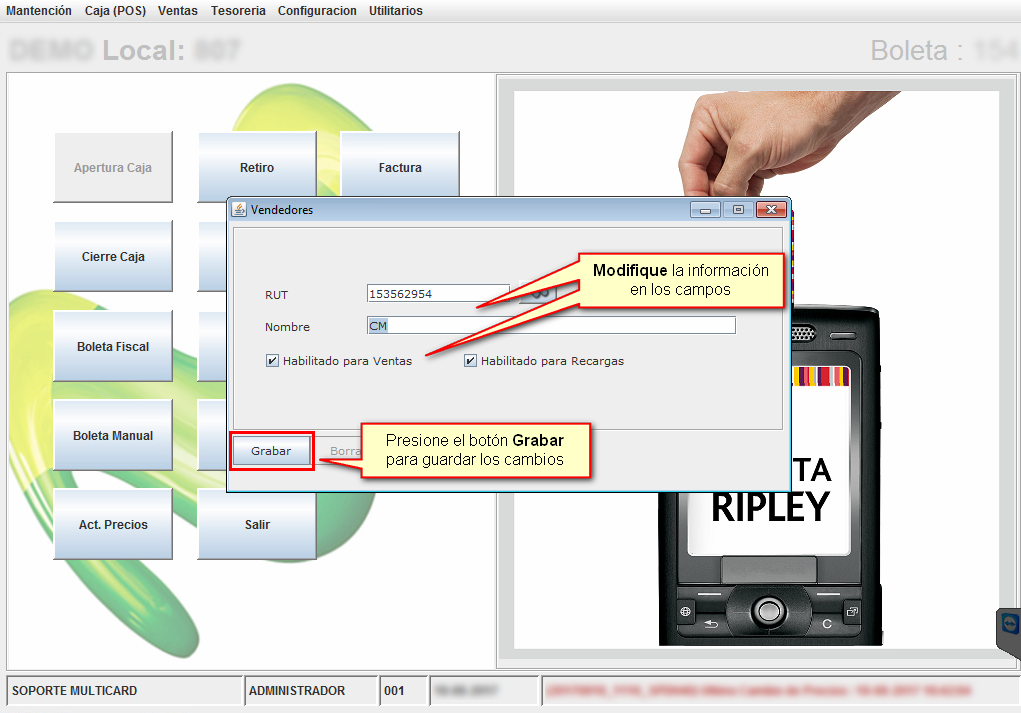 Mantención Caja (POS) Ventas Tesoreria Configuracion Utilitarios
DEMO Local: 807
Boleta : 154
Apertura Caja
Retiro
Factura
Vendedores
Cierre Caja
Modifique la información
en los campos
RUT
153562954
Nombre
CM
Boleta Fiscal
Habilitado para Ventas
Habilitado para Recargas
Boleta Manual
Presione el botón Grabar
para guardar los cambios
Grabar
Borra
TA
RIPLEY
Act. Precios
Salir
C
SOPORTE MULTICARD
ADMINISTRADOR
001